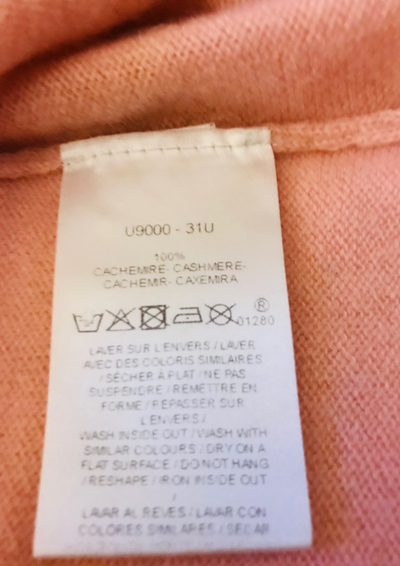 U9000 - 31U
100%
CACHEMIRE- CASHMERE-
CACHEMIR- CAXEMIRA
®
01280
LAVER SUR L'ENVERS / LAVER
AVEC DES COLORIS SIMILAIRES
/ SÉCHER A PLAT / NE PAS
SUSPENDRE / REMETTRE EN
FORME / REPASSER SUR
L'ENVERS /
WASH INSIDE OUT / WASH WITH
SIMILAR COLOURS / DRY ON A
FLAT SURFACE / DO NOT HANG
/ RESHAPE / IRON INSIDE OUT
/
LAVAR AL REVES / LAVAR CON
COLORES SIMILARES / SECAR